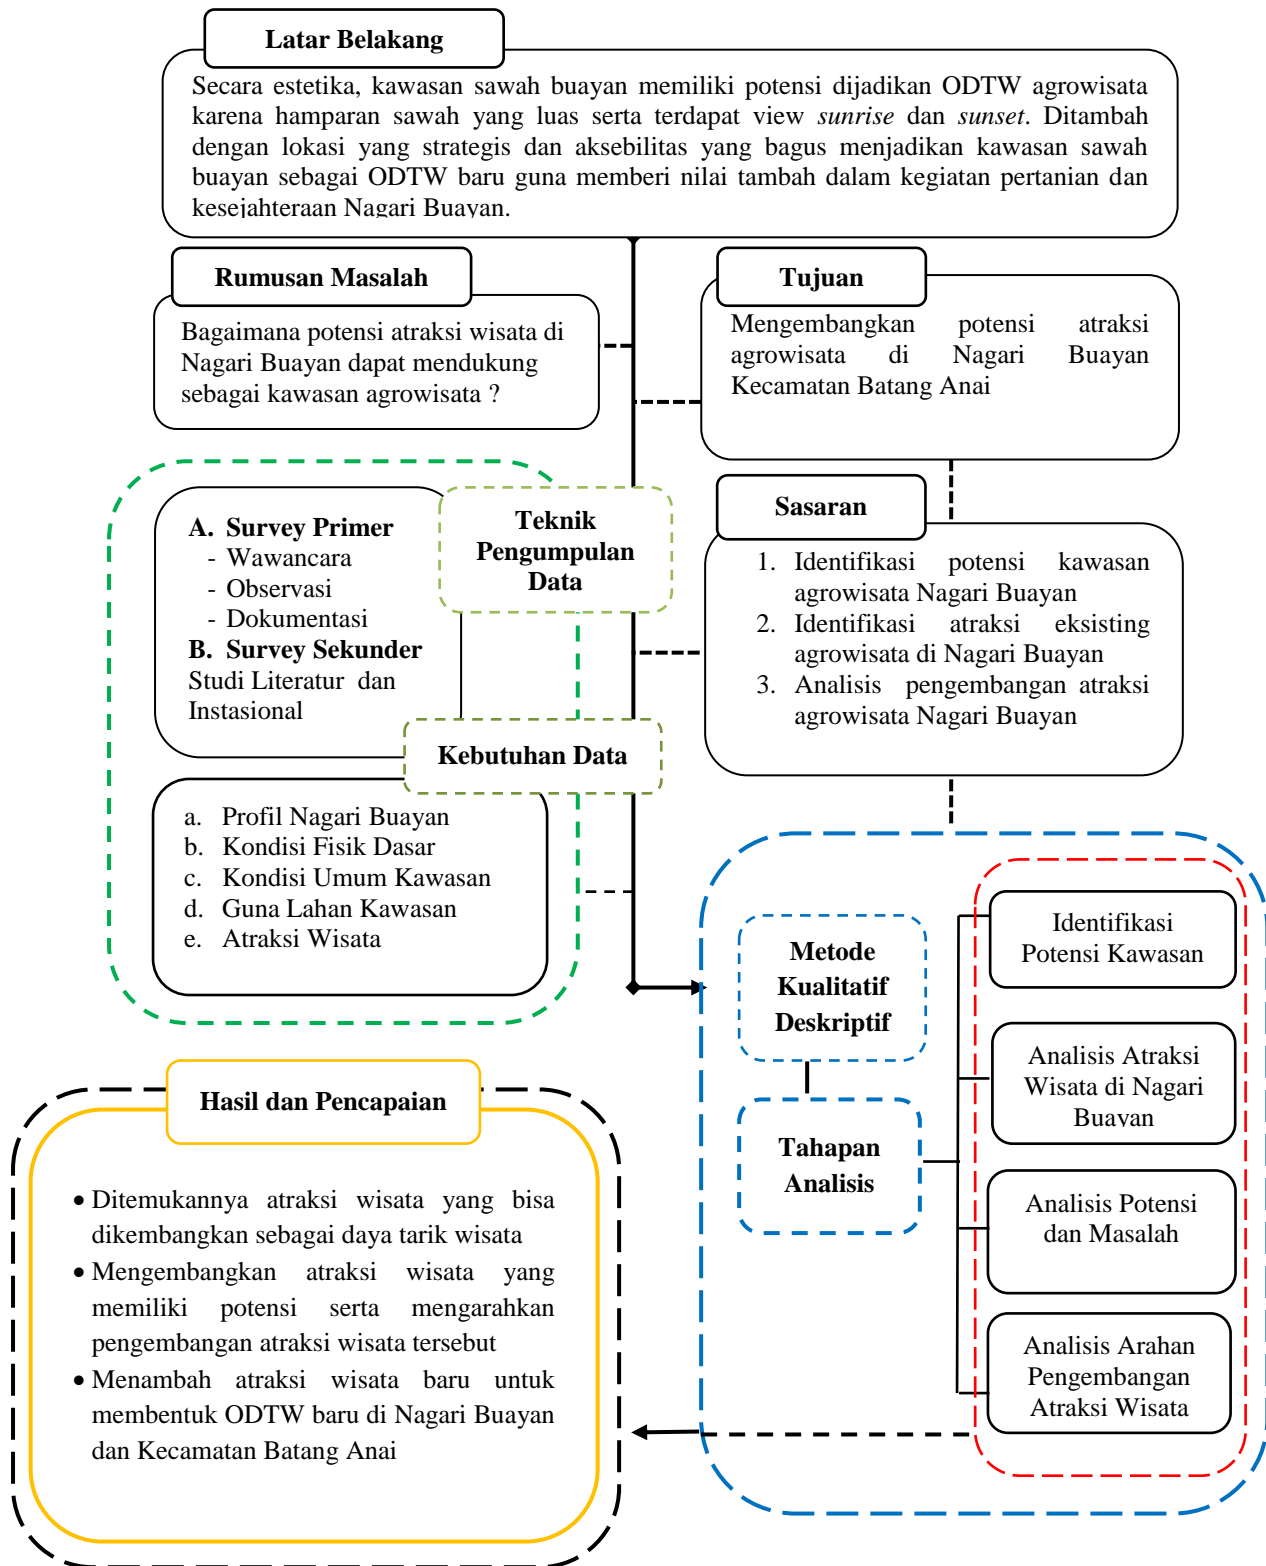 Latar Belakang
Secara estetika, kawasan sawah buayan memiliki potensi dijadikan ODTW agrowisata
karena hamparan sawah yang luas serta terdapat view sunrise dan sunset. Ditambah
dengan lokasi yang strategis dan aksebilitas yang bagus menjadikan kawasan sawah
buayan sebagai ODTW baru guna memberi nilai tambah dalam kegiatan pertanian dan
kesejahteraan Nagari Buayan.
Rumusan Masalah
Bagaimana potensi atraksi wisata di
Nagari Buayan dapat mendukung
sebagai kawasan agrowisata ?
Tujuan
Mengembangkan potensi atraksi
agrowisata di Nagari Buayan
Kecamatan Batang Anai
Teknik
Pengumpulan
Data
A. Survey Primer
- Wawancara
- Observasi
- Dokumentasi
B. Survey Sekunder
Studi Literatur dan
Instasional
Sasaran
1. Identifikasi potensi kawasan
agrowisata Nagari Buayan
2. Identifikasi atraksi eksisting
agrowisata di Nagari Buayan
3. Analisis pengembangan atraksi
agrowisata Nagari Buayan
Kebutuhan Data
a. Profil Nagari Buayan
b. Kondisi Fisik Dasar
c. Kondisi Umum Kawasan
d. Guna Lahan Kawasan
e. Atraksi Wisata
Metode
Kualitatif
Deskriptif
Tahapan
Analisis
Identifikasi
Potensi Kawasan
Analisis Atraksi
Wisata di Nagari
Buayan
Analisis Potensi
dan Masalah
Analisis Arahan
Pengembangan
Atraksi Wisata
Hasil dan Pencapaian
• Ditemukannya atraksi wisata yang bisa
dikembangkan sebagai daya tarik wisata
• Mengembangkan atraksi wisata yang
memiliki potensi serta mengarahkan
pengembangan atraksi wisata tersebut
• Menambah atraksi wisata baru untuk
membentuk ODTW baru di Nagari Buayan
dan Kecamatan Batang Anai